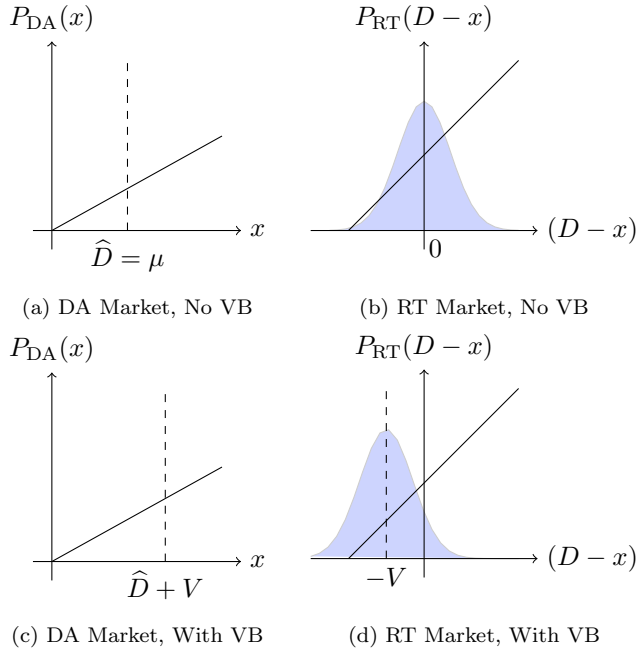 P_DA(x)
P_RT(D − x)
x
(D − x)
D̂ = μ
0
(a) DA Market, No VB
(b) RT Market, No VB
P_DA(x)
P_RT(D − x)
x
(D − x)
D̂ + V
−V
(c) DA Market, With VB
(d) RT Market, With VB